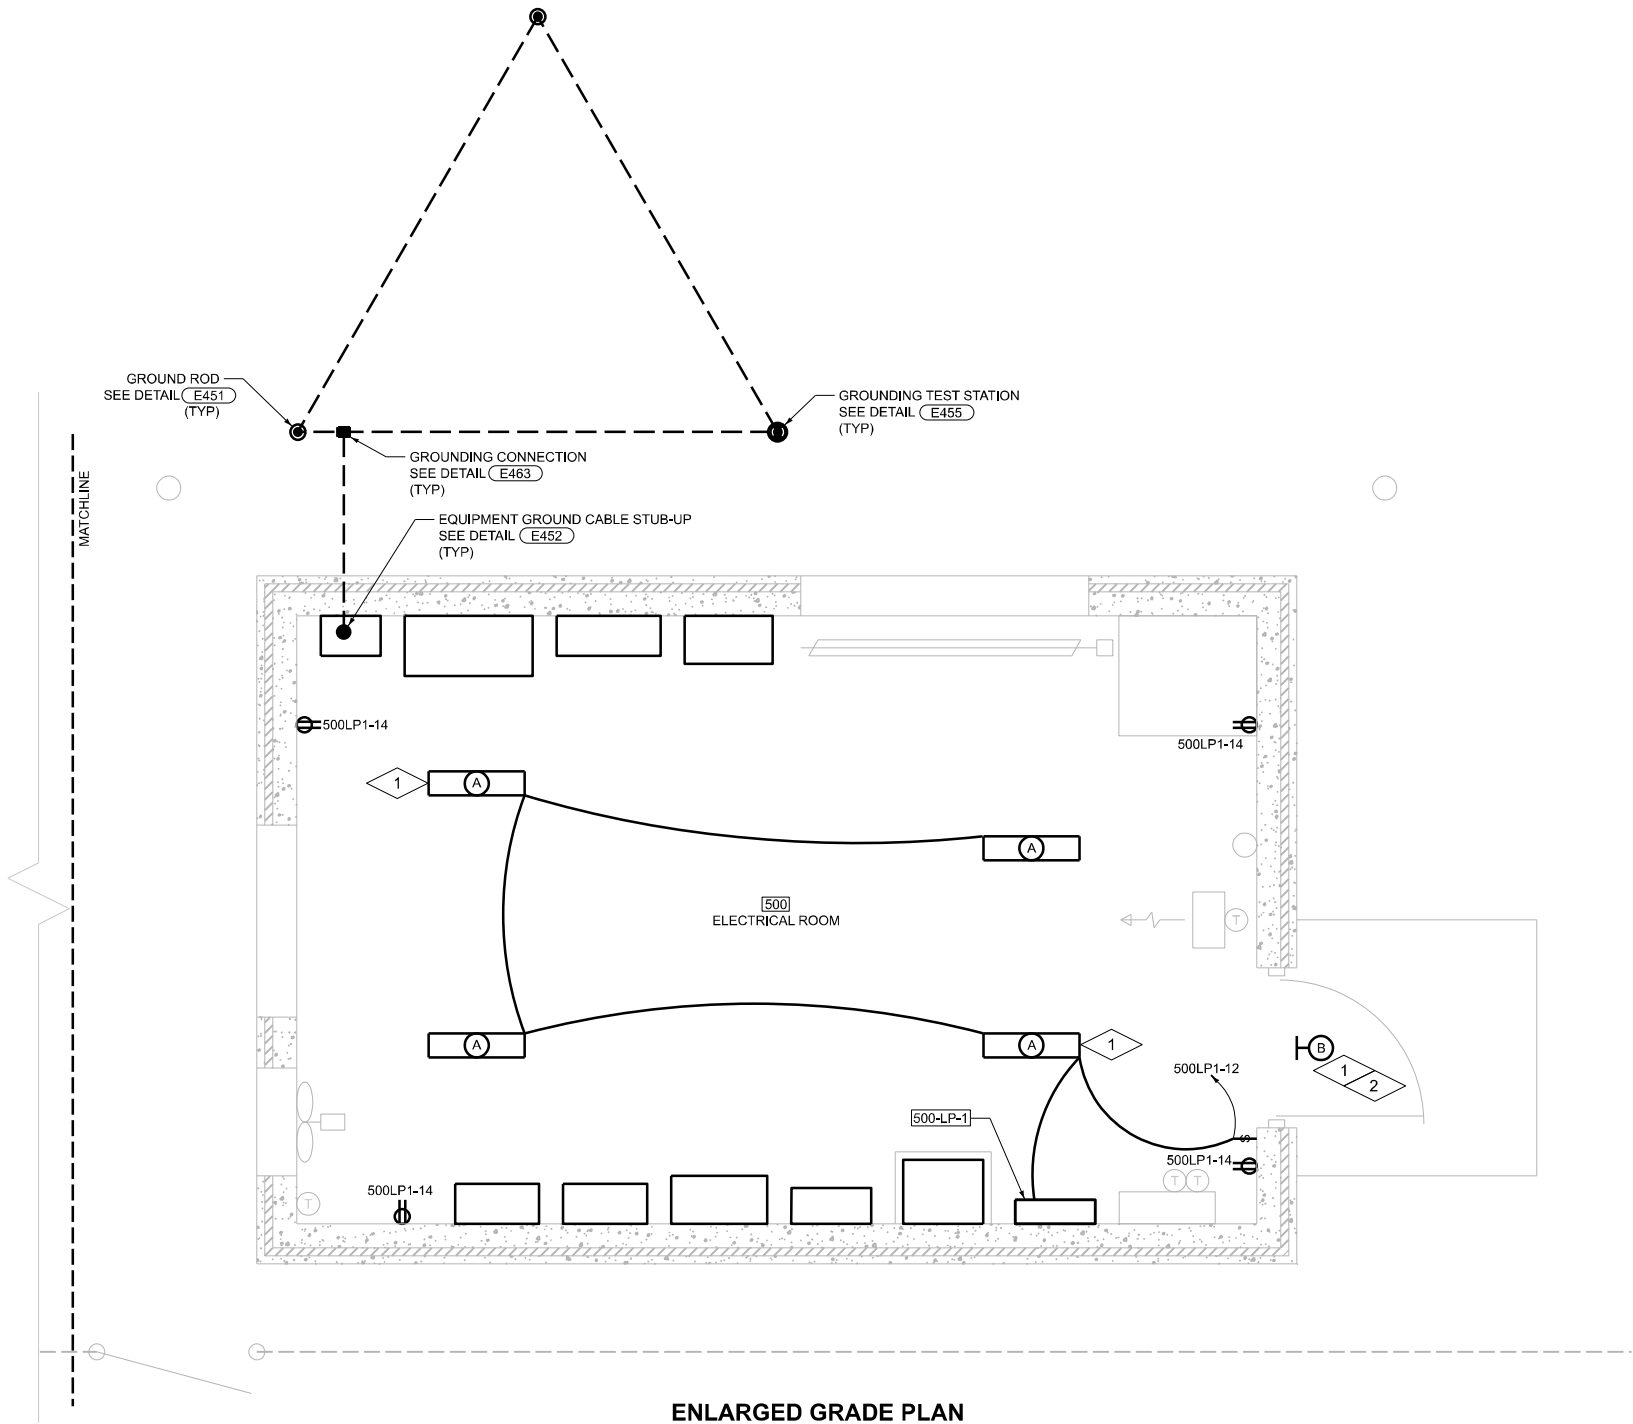 GROUND ROD
SEE DETAIL E451
(TYP)
GROUNDING TEST STATION
SEE DETAIL E455
(TYP)
GROUNDING CONNECTION
SEE DETAIL E463
(TYP)
MATCHLINE
EQUIPMENT GROUND CABLE STUB-UP
SEE DETAIL E452
(TYP)
500LP1-14
500LP1-14
1
A
A
500
ELECTRICAL ROOM
T
A
A
1
B
1
2
500LP1-12
500-LP-1
S
500LP1-14
T T
500LP1-14
T
ENLARGED GRADE PLAN